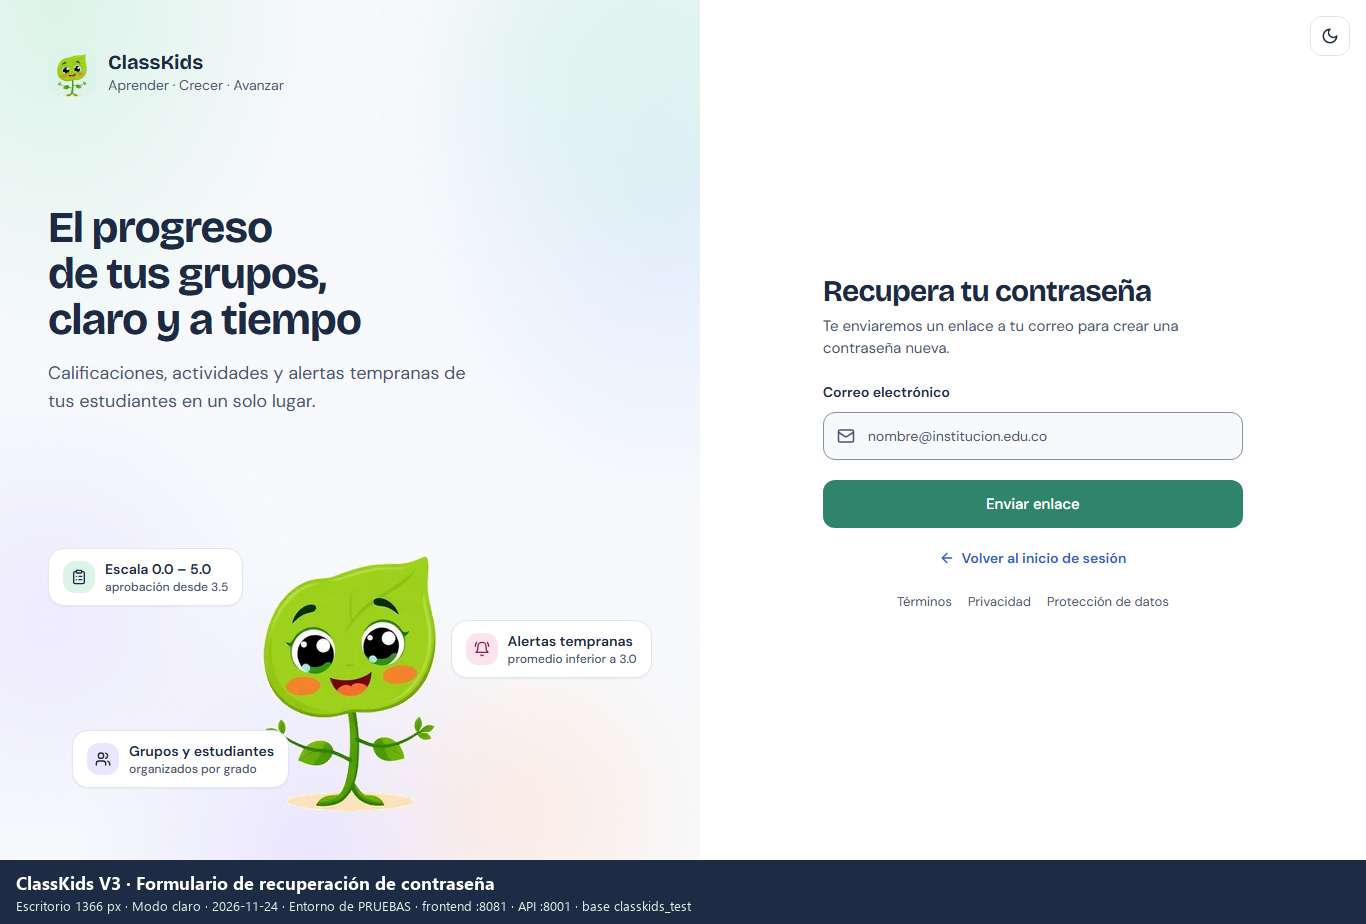 ClassKids
Aprender · Crecer · Avanzar
El progreso
de tus grupos,
claro y a tiempo
Calificaciones, actividades y alertas tempranas de
tus estudiantes en un solo lugar.
Escala 0.0 – 5.0
aprobación desde 3.5
Alertas tempranas
promedio inferior a 3.0
Grupos y estudiantes
organizados por grado
Recupera tu contraseña
Te enviaremos un enlace a tu correo para crear una
contraseña nueva.
Correo electrónico
nombre@institucion.edu.co
Enviar enlace
← Volver al inicio de sesión
Términos Privacidad Protección de datos
ClassKids V3 · Formulario de recuperación de contraseña
Escritorio 1366 px · Modo claro · 2026-11-24 · Entorno de PRUEBAS · frontend :8081 · API :8001 · base classkids_test